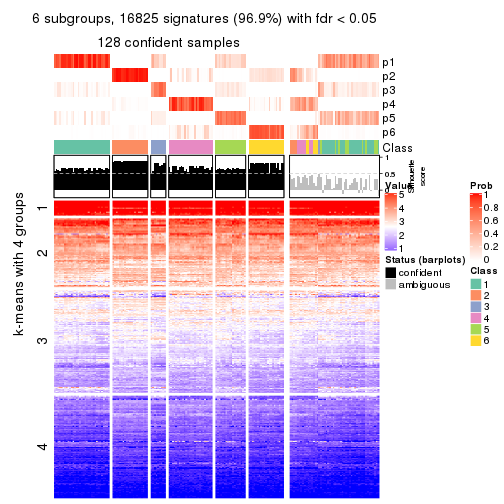 6 subgroups, 16825 signatures (96.9%) with fdr < 0.05
128 confident samples
p1
p2
p3
p4
p5
p6
Class
1
0.5
0
Silhouette
score
k-means with 4 groups
1
2
3
4
Value
5
4
3
2
1
Status (barplots)
confident
ambiguous
Prob
1
0.8
0.6
0.4
0.2
0
Class
1
2
3
4
5
6